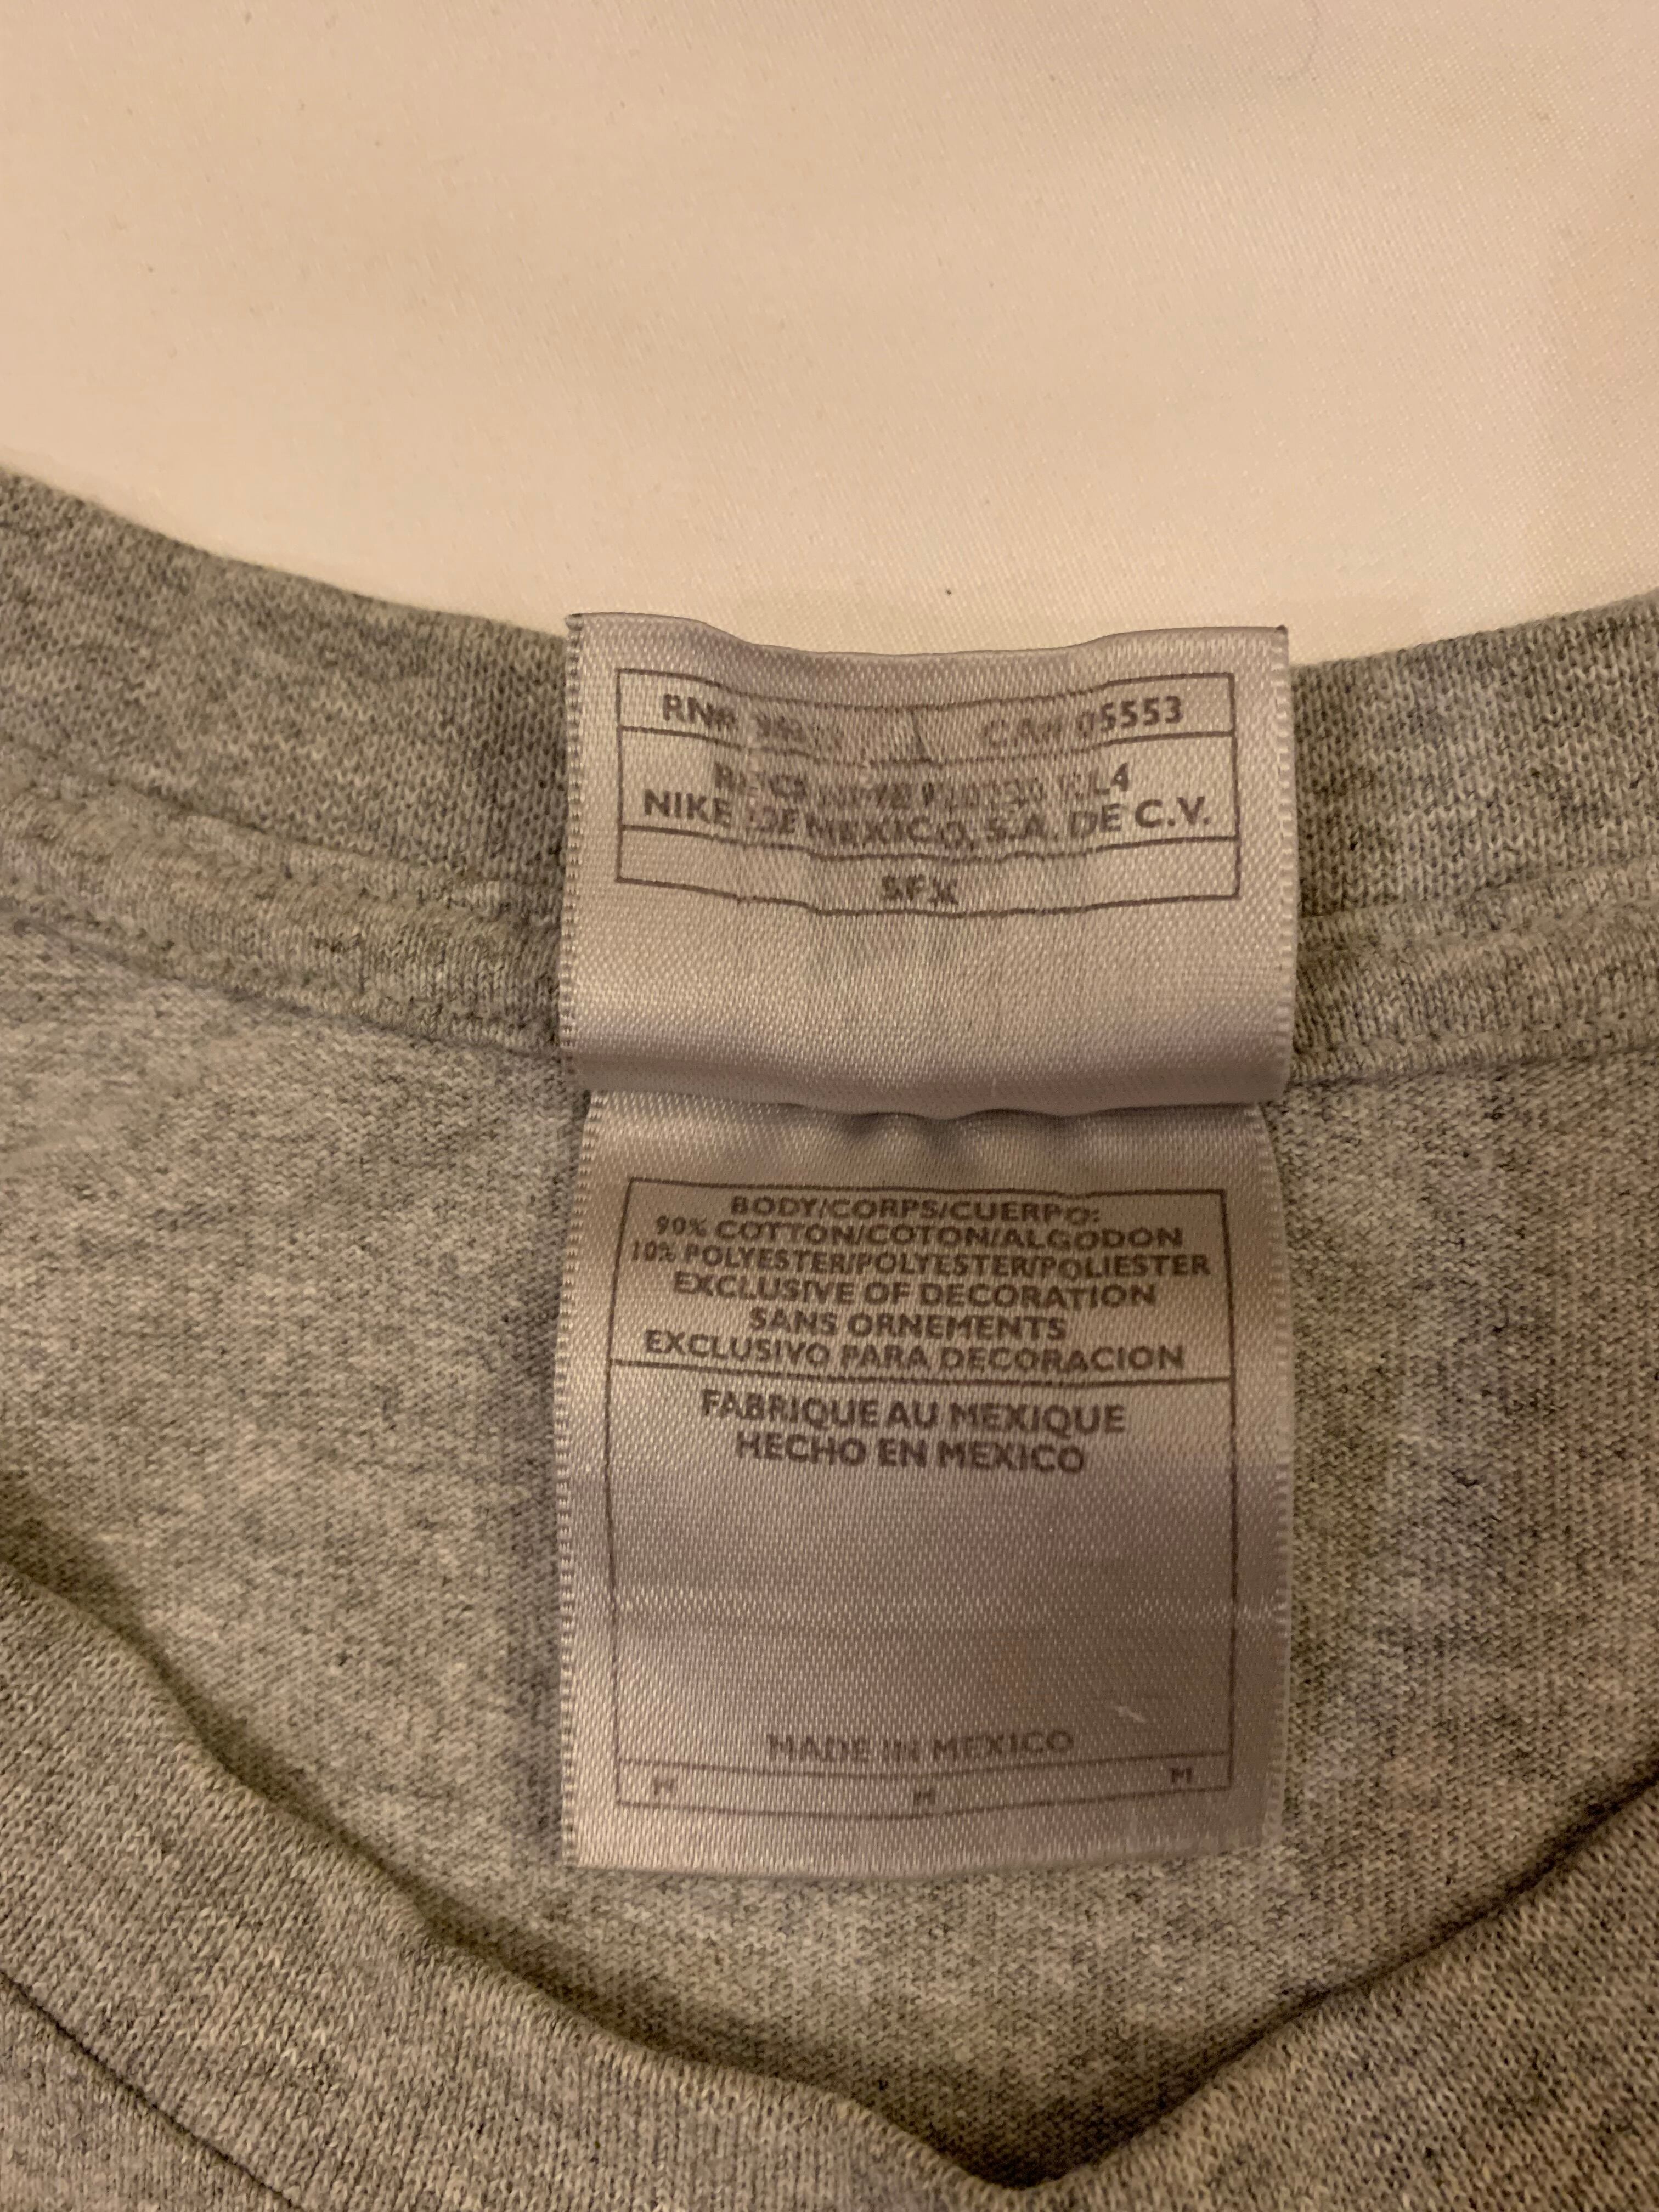 RN# CA# 05553
NIKE DE MEXICO, S.A. DE C.V.
SFX
BODY/CORPS/CUERPO:
90% COTTON/COTON/ALGODON
10% POLYESTER/POLYESTER/POLIESTER
EXCLUSIVE OF DECORATION
SANS ORNEMENTS
EXCLUSIVO PARA DECORACION
FABRIQUE AU MEXIQUE
HECHO EN MEXICO
MADE IN MEXICO
M M M